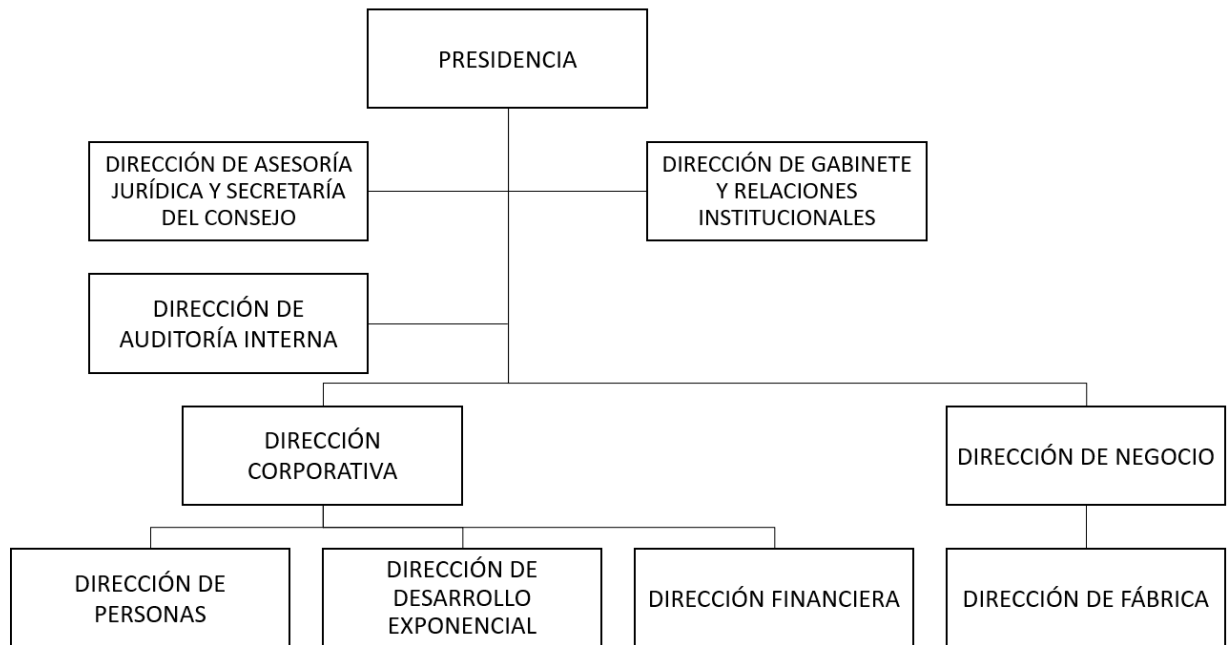 PRESIDENCIA
DIRECCIÓN DE ASESORÍA
JURÍDICA Y SECRETARÍA
DEL CONSEJO
DIRECCIÓN DE GABINETE
Y RELACIONES
INSTITUCIONALES
DIRECCIÓN DE
AUDITORÍA INTERNA
DIRECCIÓN
CORPORATIVA
DIRECCIÓN DE NEGOCIO
DIRECCIÓN DE
PERSONAS
DIRECCIÓN DE
DESARROLLO
EXPONENCIAL
DIRECCIÓN FINANCIERA
DIRECCIÓN DE FÁBRICA